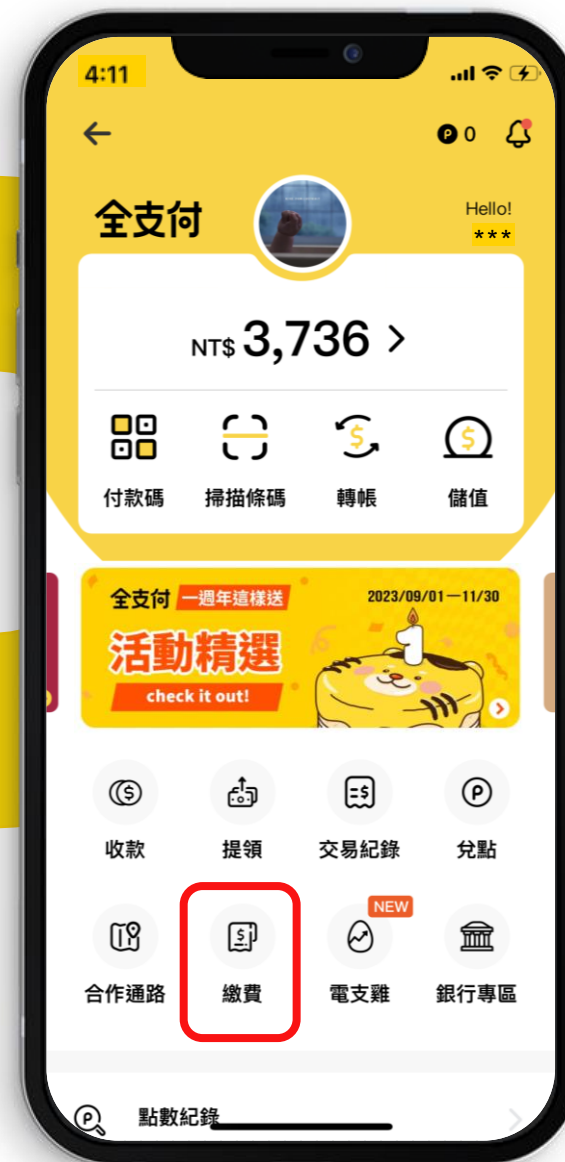 4:11
P 0
全支付
Hello!
***
NT$ 3,736 >
付款碼 掃描條碼 轉帳 儲值
全支付 一週年這樣送 2023/09/01－11/30
活動精選
1
check it out!
收款 提領 交易紀錄 兌點
NEW
合作通路 繳費 電支雞 銀行專區
點數紀錄